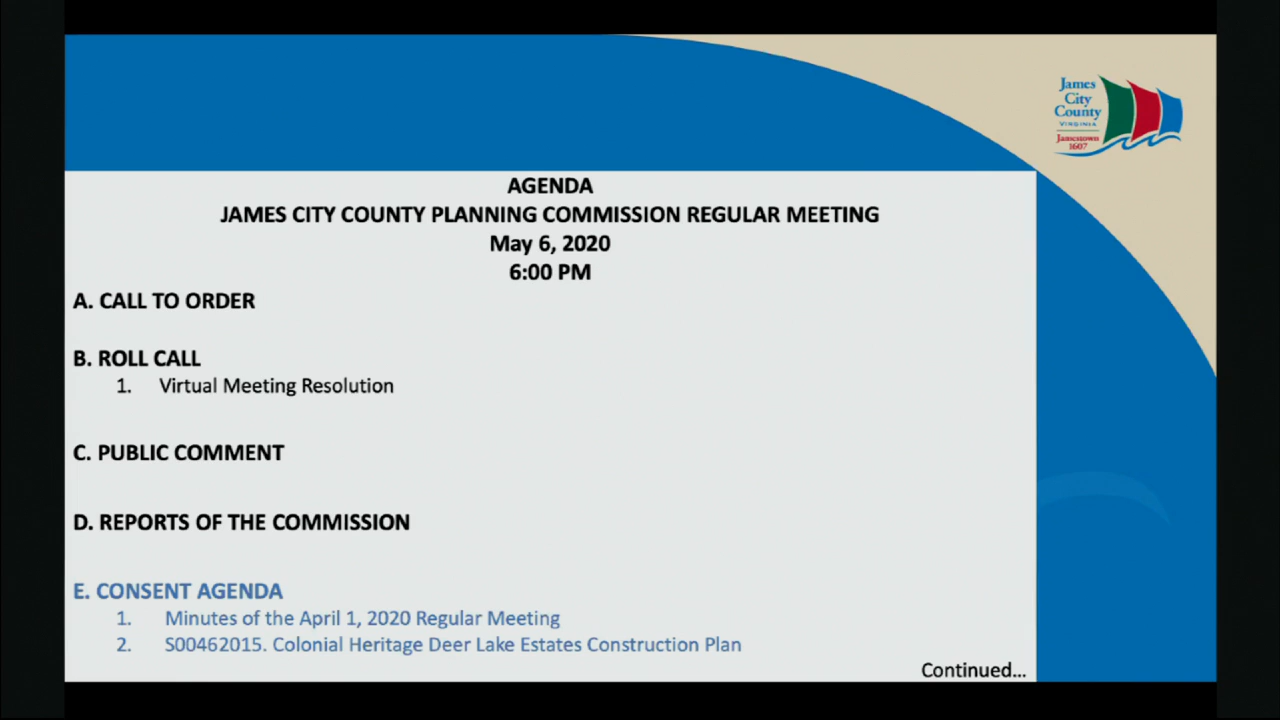 James
City
County
VIRGINIA
Jamestown
1607
AGENDA
JAMES CITY COUNTY PLANNING COMMISSION REGULAR MEETING
May 6, 2020
6:00 PM
A. CALL TO ORDER
B. ROLL CALL
1. Virtual Meeting Resolution
C. PUBLIC COMMENT
D. REPORTS OF THE COMMISSION
E. CONSENT AGENDA
1. Minutes of the April 1, 2020 Regular Meeting
2. S00462015. Colonial Heritage Deer Lake Estates Construction Plan
Continued...